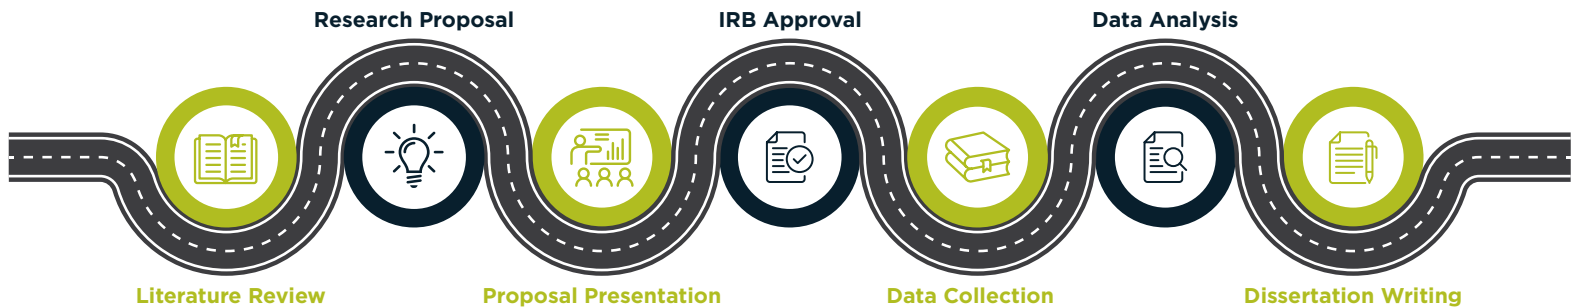 Research Proposal
IRB Approval
Data Analysis
Literature Review
Proposal Presentation
Data Collection
Dissertation Writing